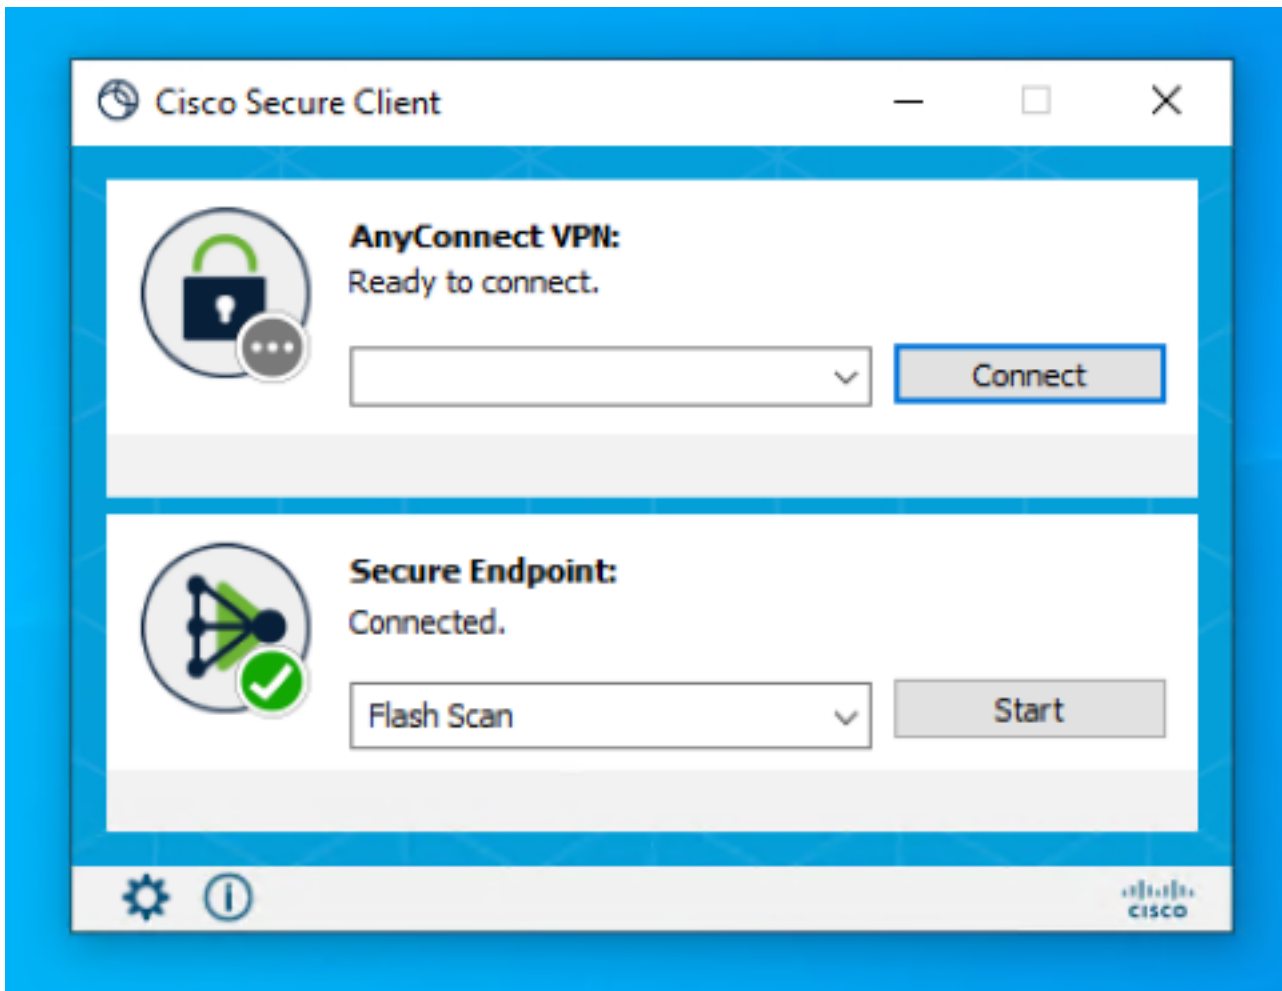 Cisco Secure Client
AnyConnect VPN:
Ready to connect.
Connect
Secure Endpoint:
Connected.
Flash Scan
Start
CISCO